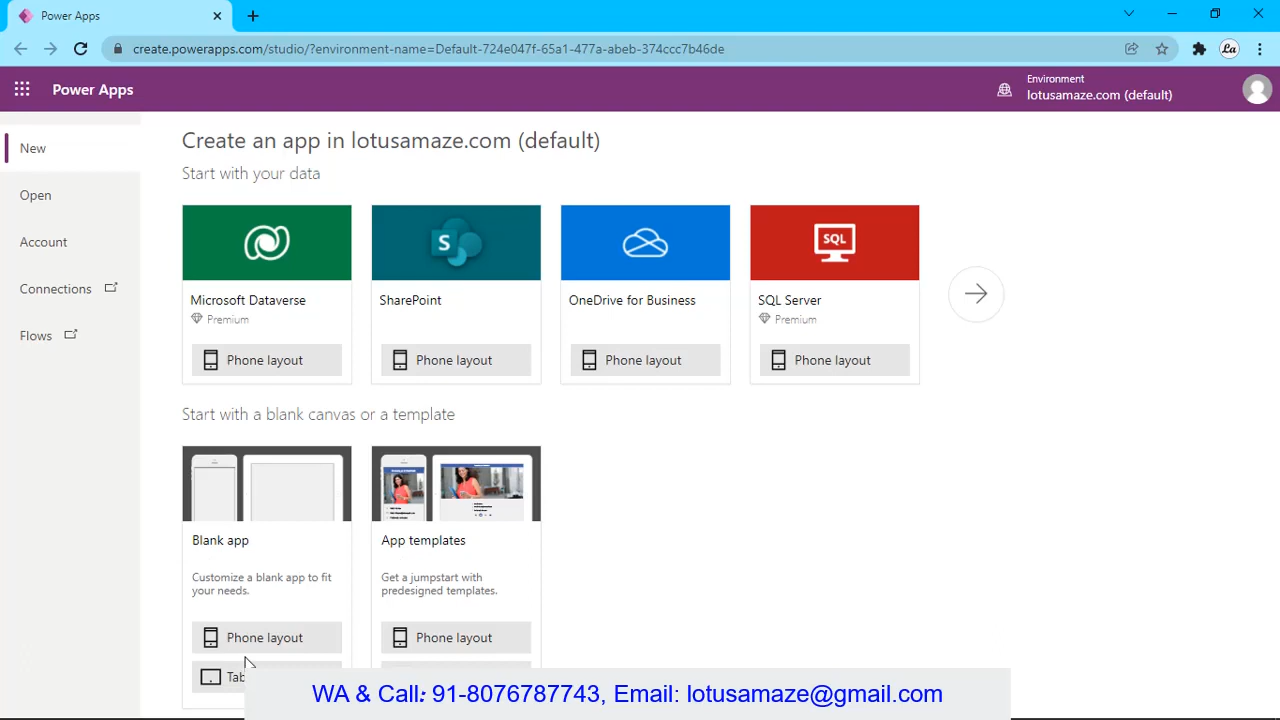 Power Apps
create.powerapps.com/studio/?environment-name=Default-724e047f-65a1-477a-abeb-374ccc7b46de
La
Power Apps
Environment
lotusamaze.com (default)
New
Open
Account
Connections
Flows
Create an app in lotusamaze.com (default)
Start with your data
S
SQL
Microsoft Dataverse
SharePoint
OneDrive for Business
SQL Server
Premium
Premium
Phone layout
Phone layout
Phone layout
Phone layout
Start with a blank canvas or a template
Blank app
App templates
Customize a blank app to fit
your needs.
Get a jumpstart with
predesigned templates.
Phone layout
Phone layout
Tab
WA & Call: 91-8076787743, Email: lotusamaze@gmail.com